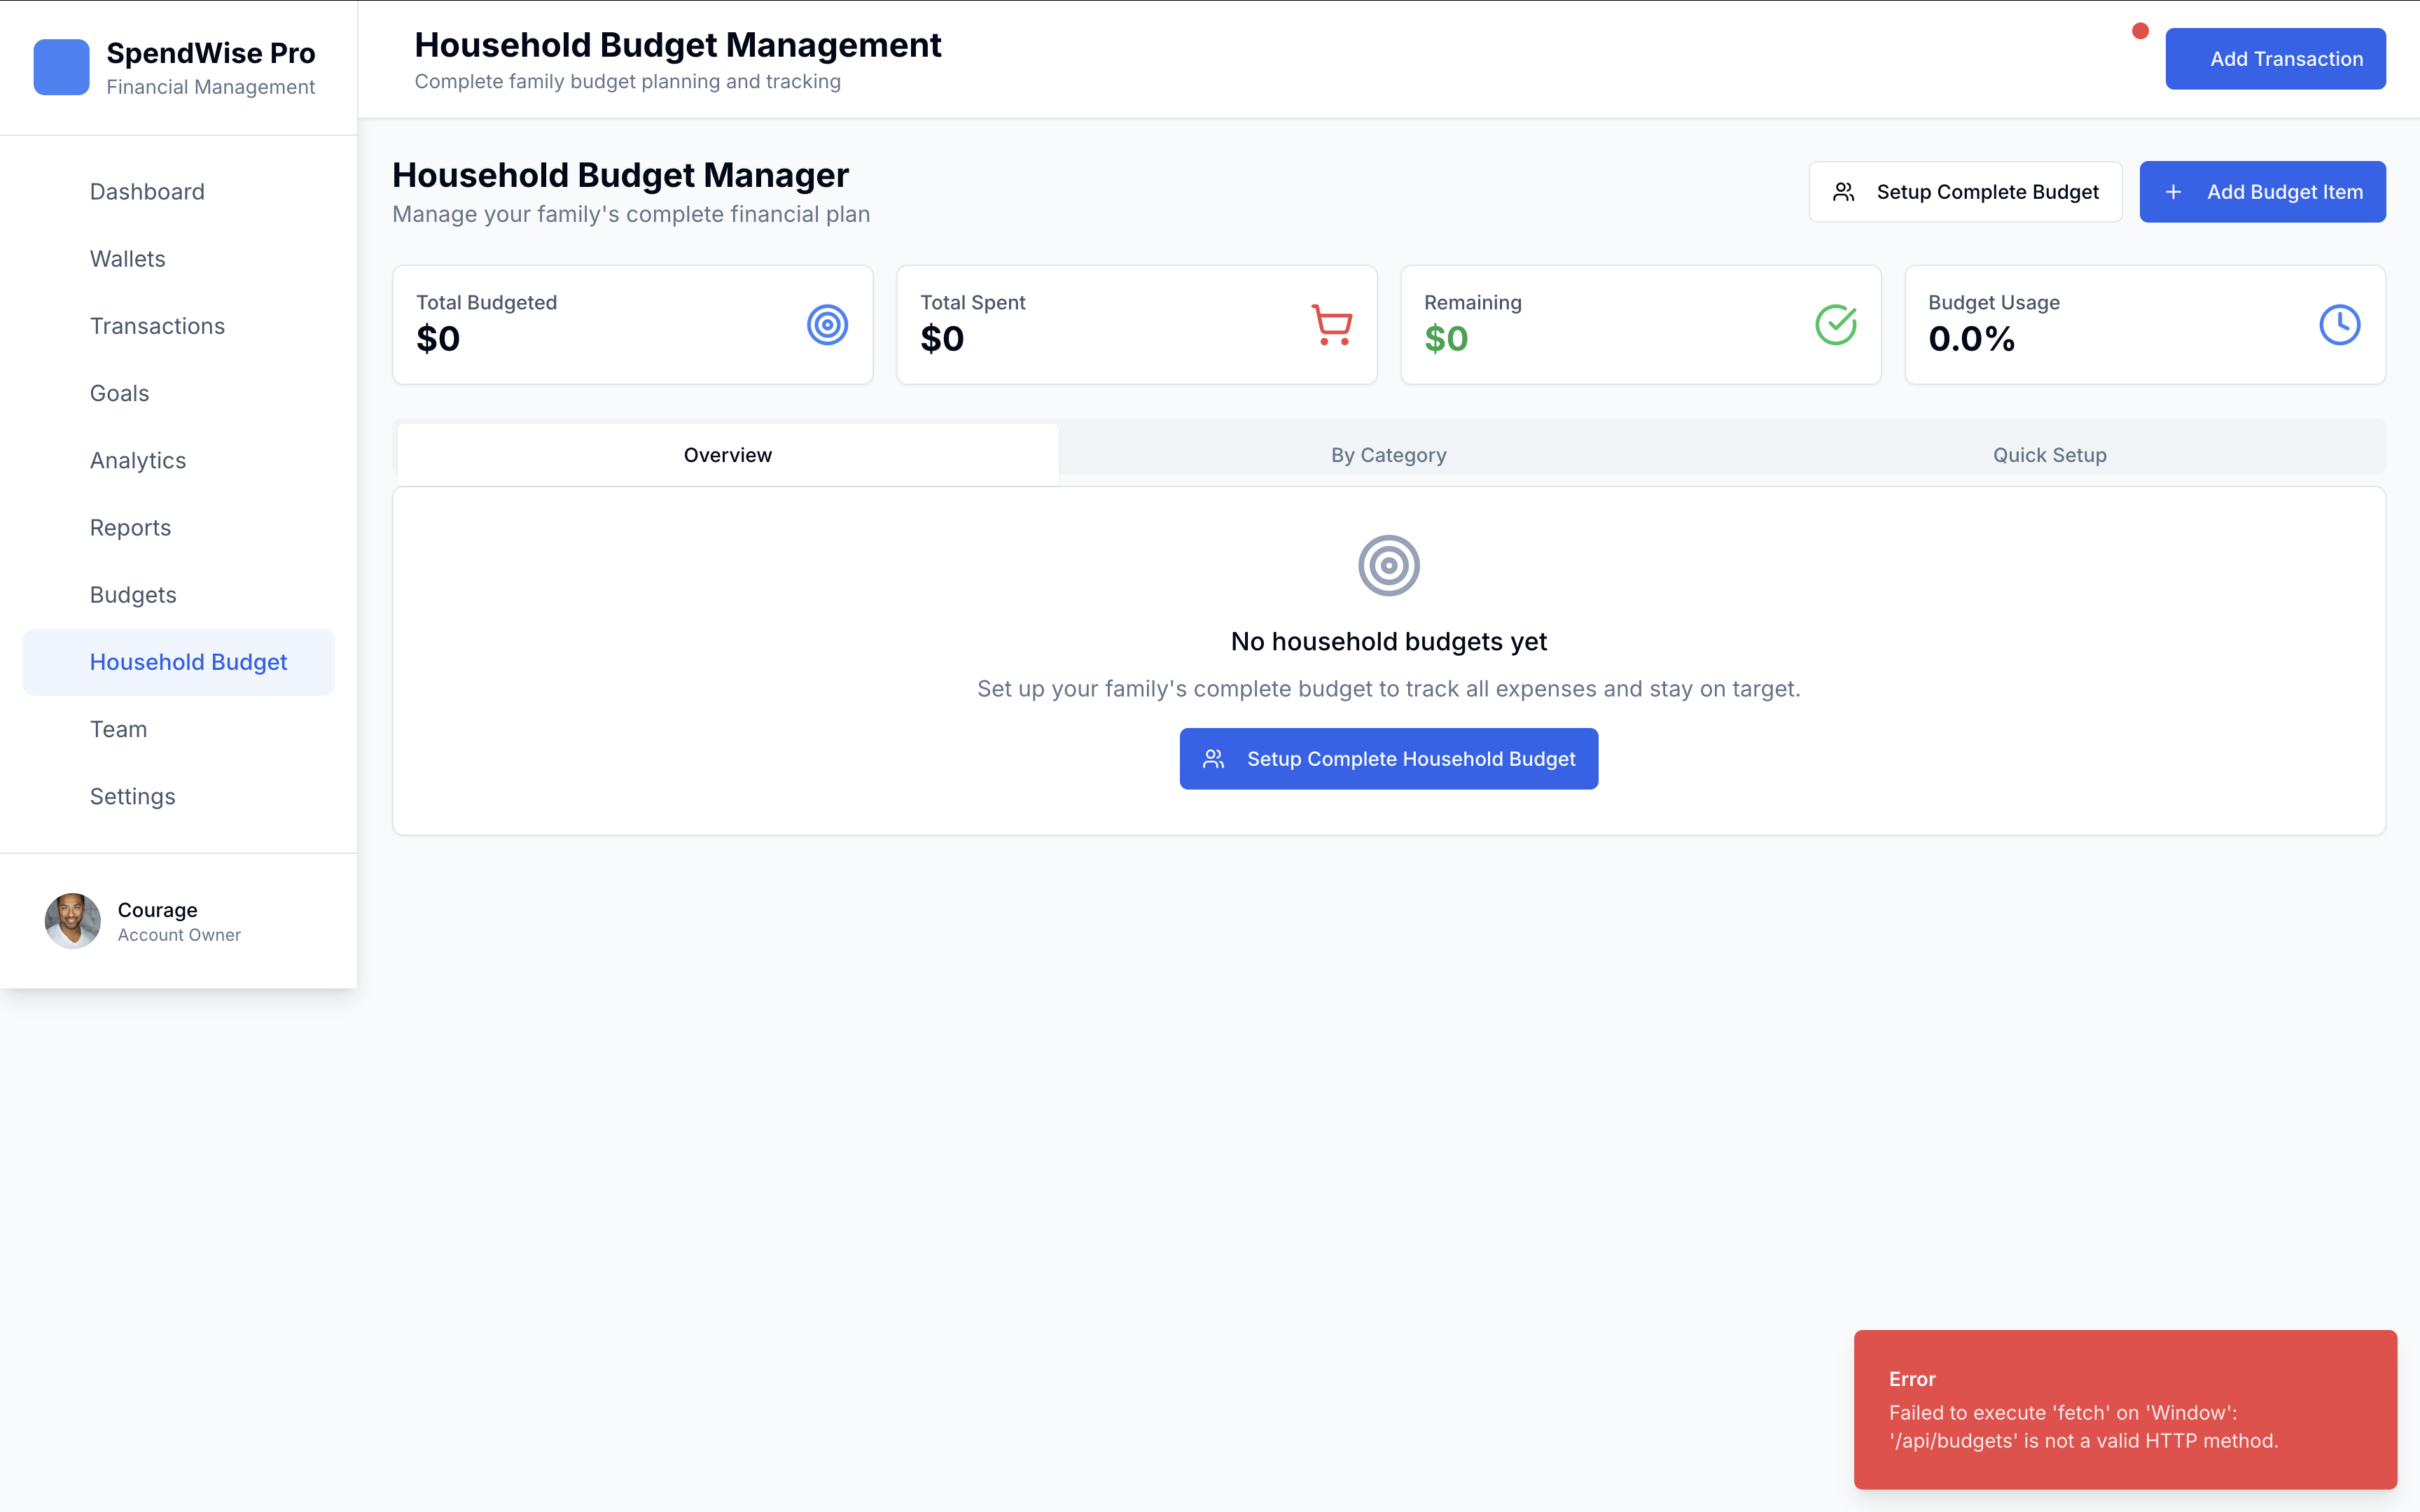 SpendWise Pro
Financial Management
Dashboard
Wallets
Transactions
Goals
Analytics
Reports
Budgets
Household Budget
Team
Settings
Courage
Account Owner
Household Budget Management
Complete family budget planning and tracking
Add Transaction
Household Budget Manager
Manage your family's complete financial plan
Setup Complete Budget
Add Budget Item
Total Budgeted
$0
Total Spent
$0
Remaining
$0
Budget Usage
0.0%
Overview
By Category
Quick Setup
No household budgets yet
Set up your family's complete budget to track all expenses and stay on target.
Setup Complete Household Budget
Error
Failed to execute 'fetch' on 'Window':
'/api/budgets' is not a valid HTTP method.